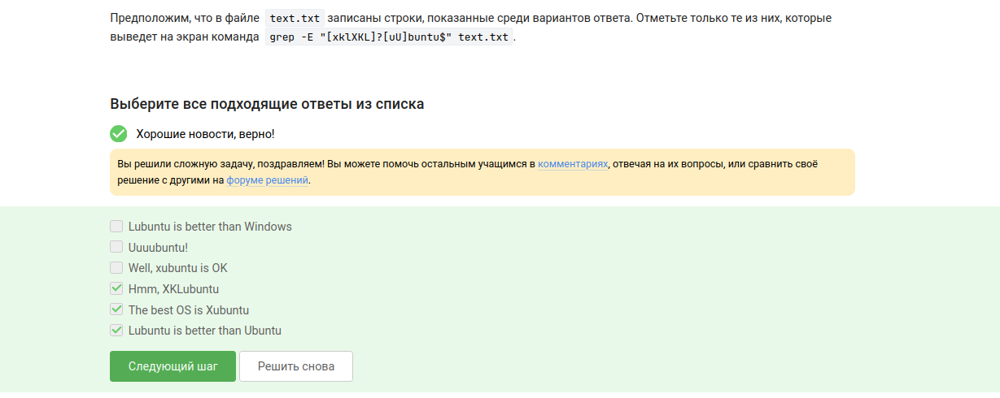 Предположим, что в файле text.txt записаны строки, показанные среди вариантов ответа. Отметьте только те из них, которые
выведет на экран команда grep -E "[xklXKL]?[uU]buntu$" text.txt.
Выберите все подходящие ответы из списка
Хорошие новости, верно!
Вы решили сложную задачу, поздравляем! Вы можете помочь остальным учащимся в комментариях, отвечая на их вопросы, или сравнить своё
решение с другими на форуме решений.
Lubuntu is better than Windows
Uuuubuntu!
Well, xubuntu is OK
Hmm, XKLubuntu
The best OS is Xubuntu
Lubuntu is better than Ubuntu
Следующий шаг
Решить снова